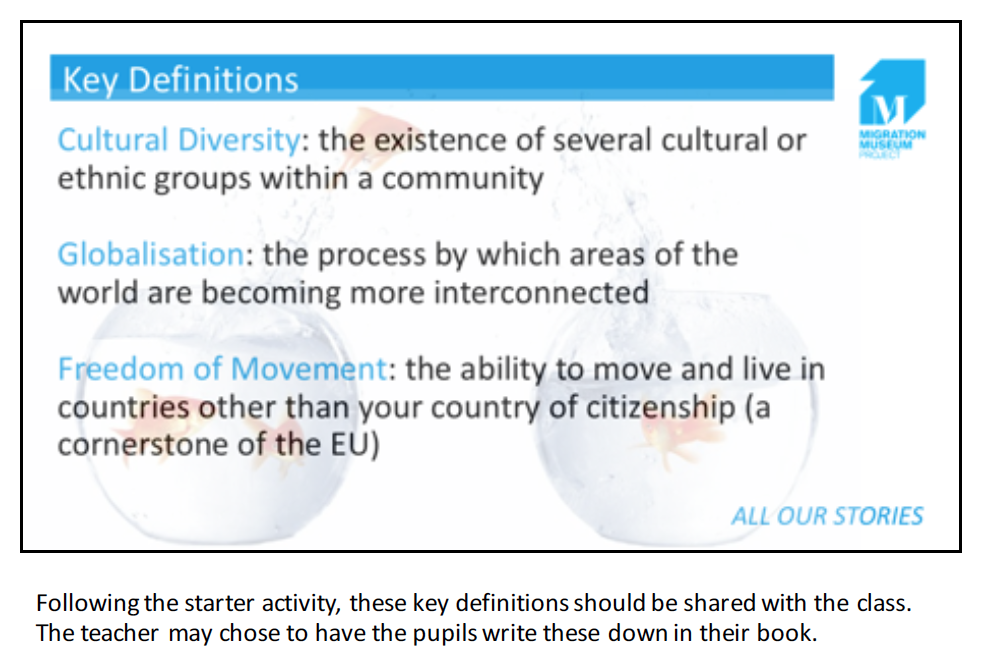 Key Definitions
M
MIGRATION
MUSEUM
PROJECT
Cultural Diversity: the existence of several cultural or
ethnic groups within a community
Globalisation: the process by which areas of the
world are becoming more interconnected
Freedom of Movement: the ability to move and live in
countries other than your country of citizenship (a
cornerstone of the EU)
ALL OUR STORIES
Following the starter activity, these key definitions should be shared with the class.
The teacher may chose to have the pupils write these down in their book.